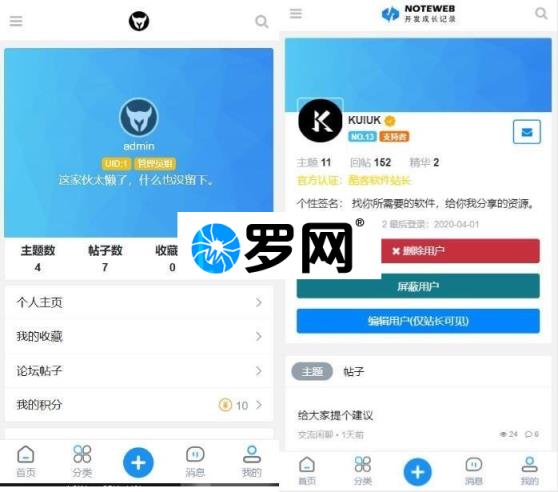 admin
UID:1 管理员组
这家伙太懒了，什么也没留下。
主题数 帖子数 收藏
4 7 0
个人主页
我的收藏
论坛帖子
我的积分 10
首页 分类 消息 我的
罗网®
NOTEWEB
开发成长记录
KUIUK
NO.13 支持者
主题 11 回帖 152 精华 2
官方认证：酷客软件站长
个性签名： 找你所需要的软件，给你我分享的资源。
2 最后登录：2020-04-01
删除用户
屏蔽用户
编辑用户(仅站长可见)
主题 帖子
给大家提个建议
交流闲聊・1天前 24 6
首页 分类 消息 我的